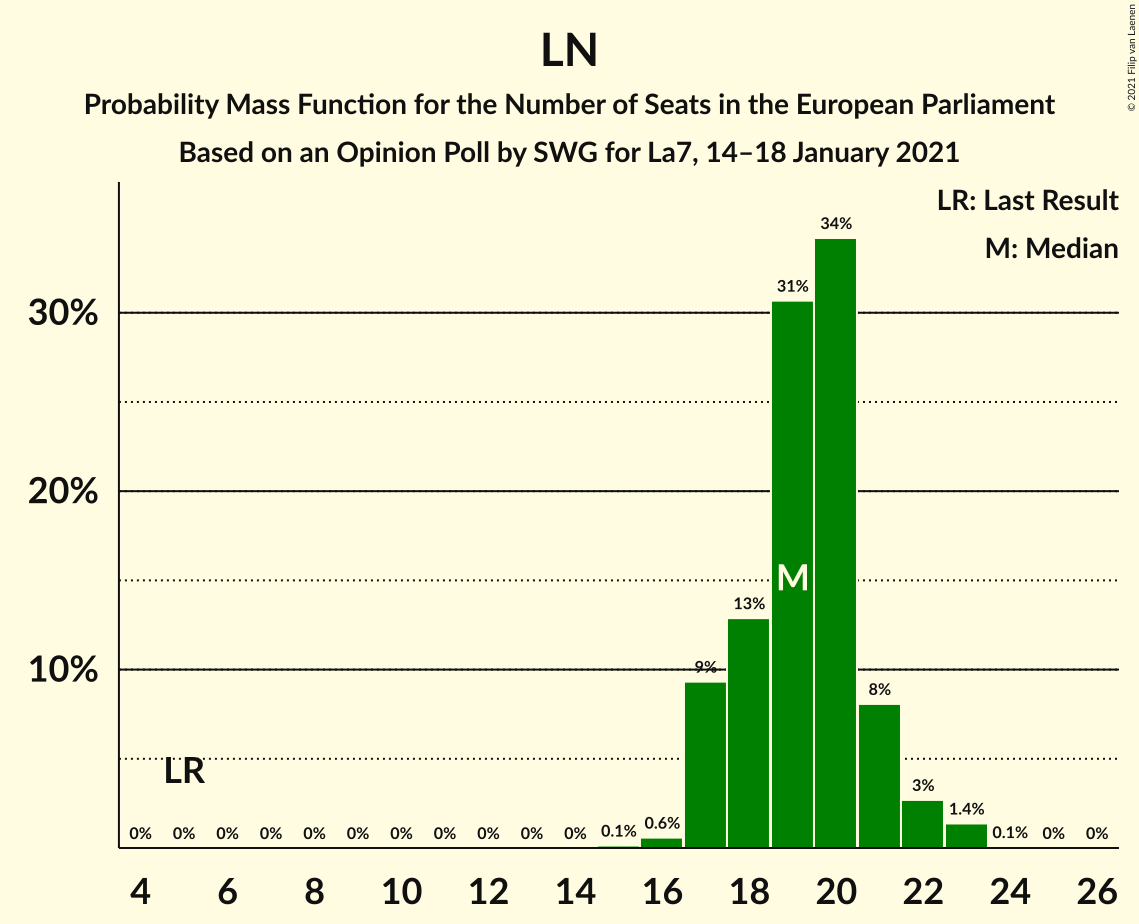 LN
Probability Mass Function for the Number of Seats in the European Parliament
Based on an Opinion Poll by SWG for La7, 14–18 January 2021
© 2021 Filip van Laenen
LR: Last Result
M: Median
30%
20%
10%
0% 0% 0% 0% 0% 0% 0% 0% 0% 0% 0% 0.1% 0.6% 9% 13% 31% 34% 8% 3% 1.4% 0.1% 0% 0%
LR
M
4 6 8 10 12 14 16 18 20 22 24 26